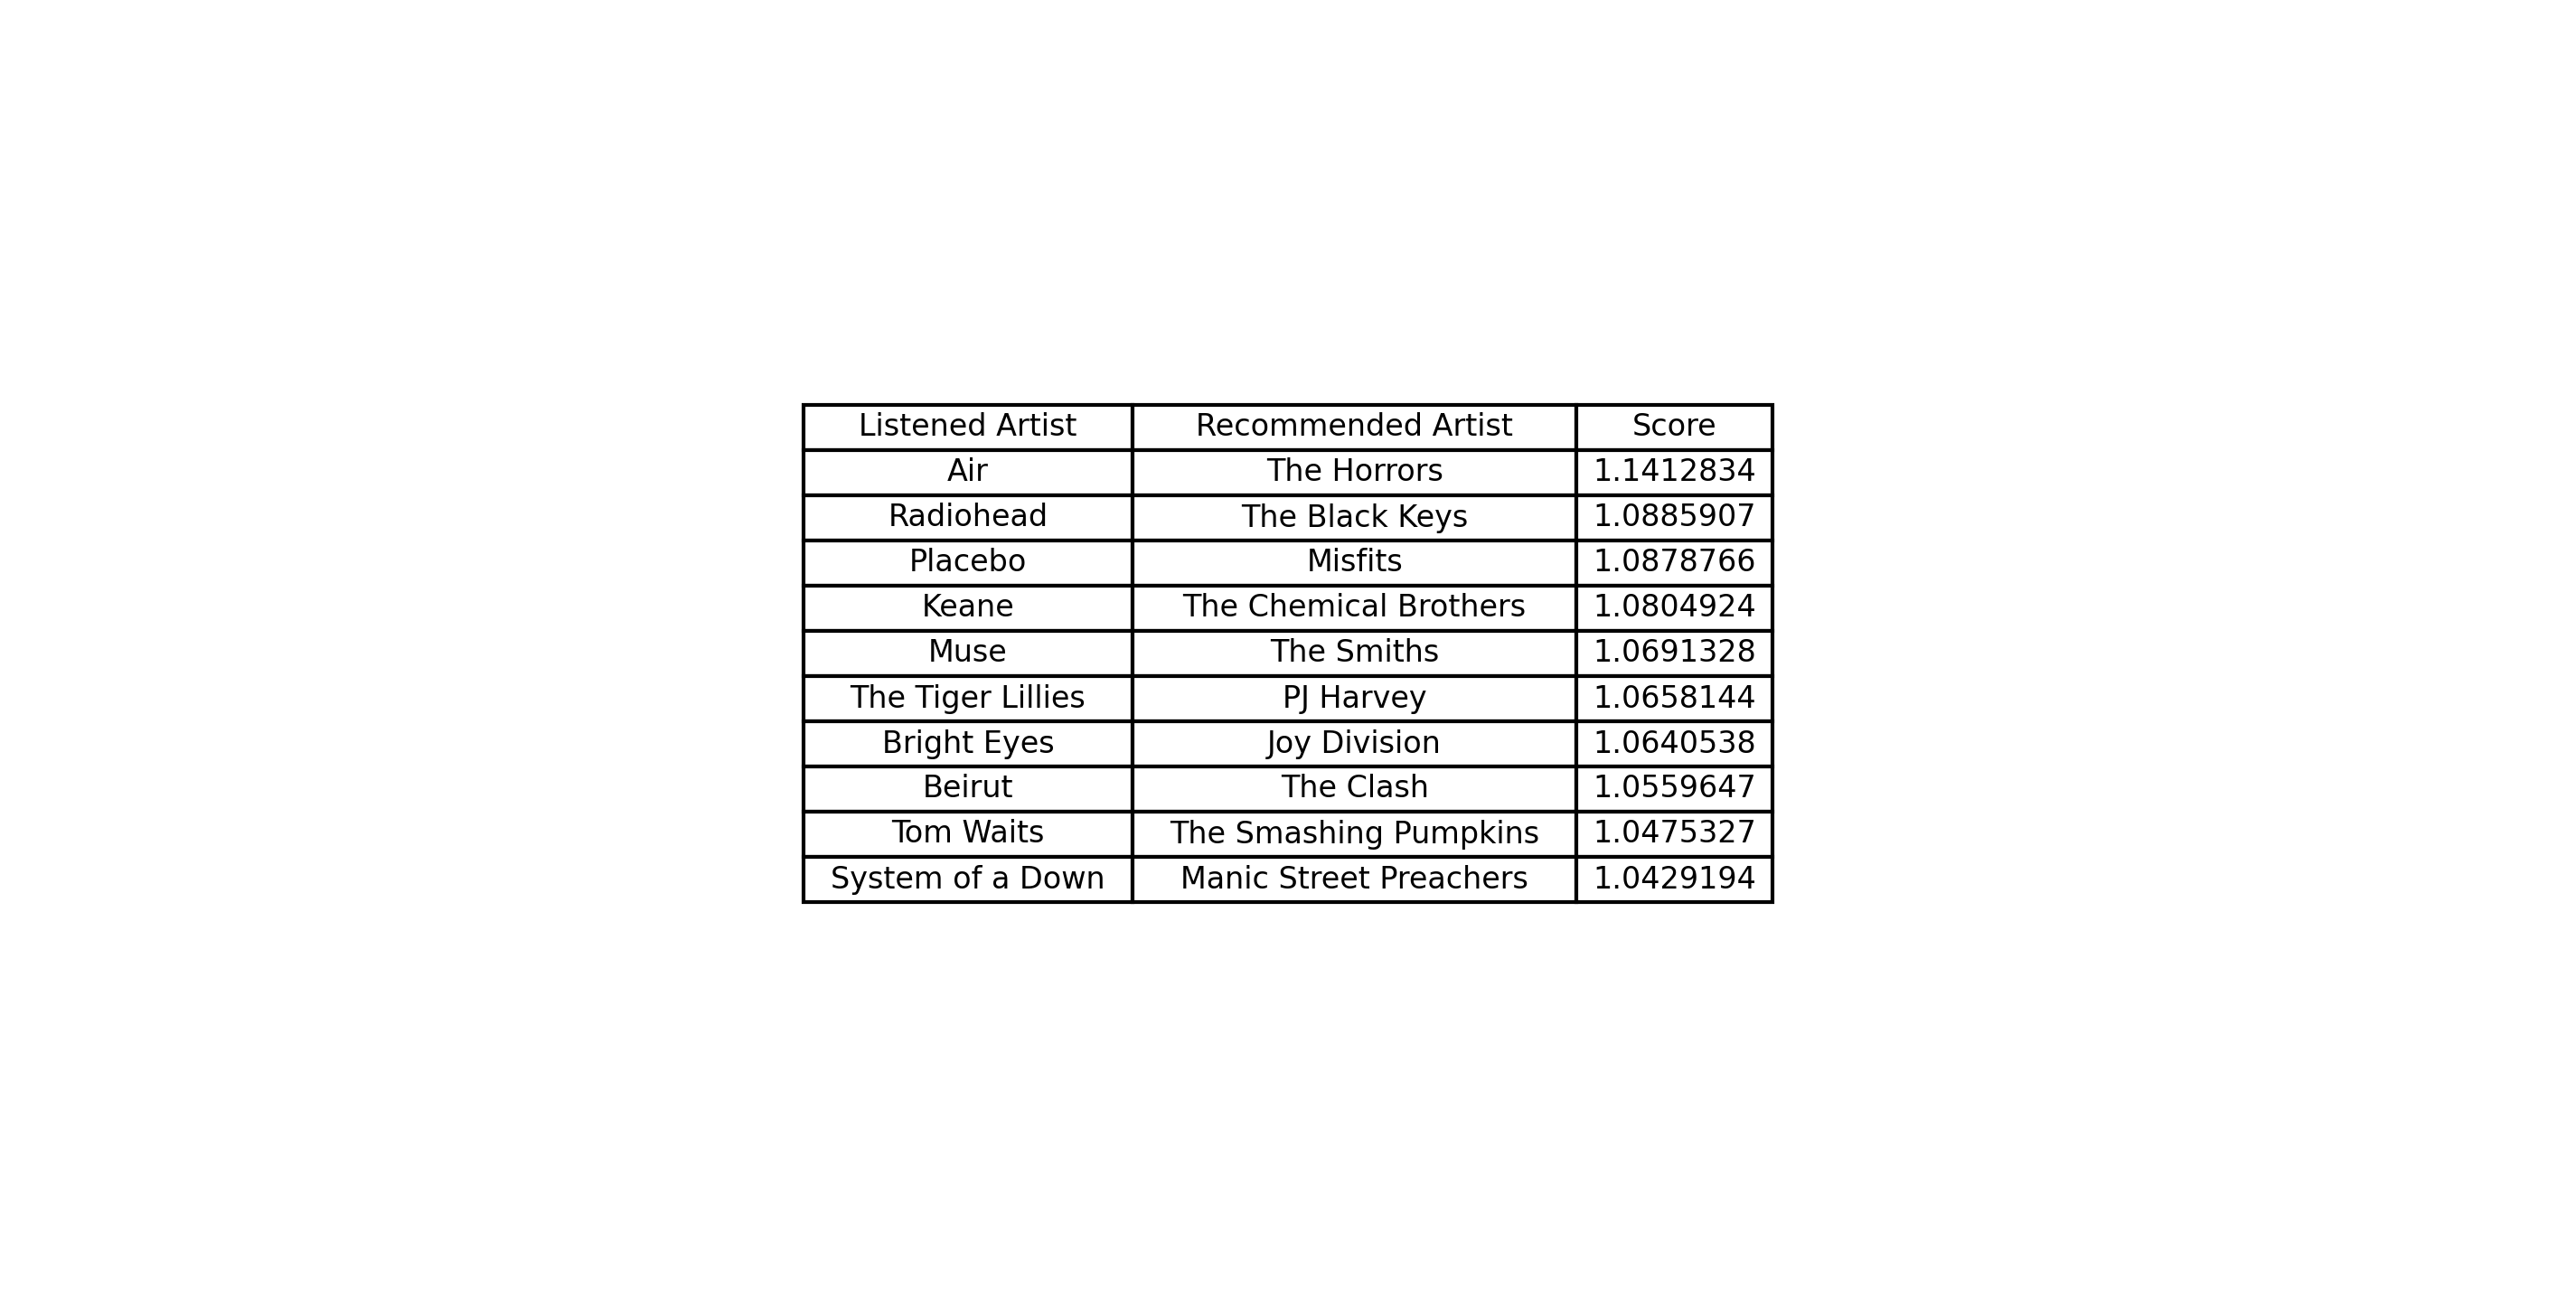 Listened Artist Recommended Artist Score
Air The Horrors 1.1412834
Radiohead The Black Keys 1.0885907
Placebo Misfits 1.0878766
Keane The Chemical Brothers 1.0804924
Muse The Smiths 1.0691328
The Tiger Lillies PJ Harvey 1.0658144
Bright Eyes Joy Division 1.0640538
Beirut The Clash 1.0559647
Tom Waits The Smashing Pumpkins 1.0475327
System of a Down Manic Street Preachers 1.0429194